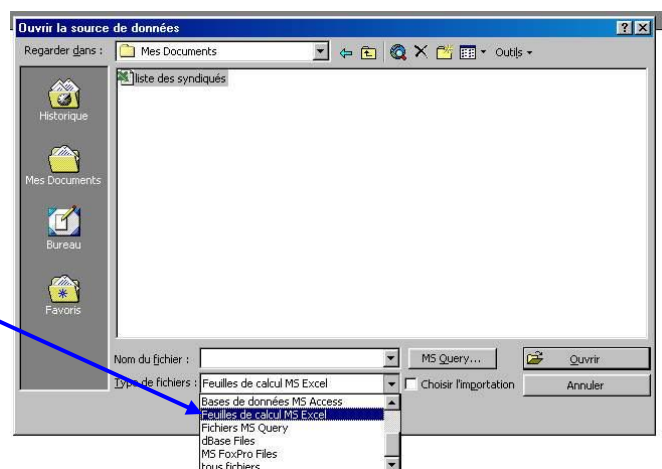 Ouvrir la source de données
Regarder dans :
Mes Documents
Outils
liste des syndiqués
Historique
Mes Documents
Bureau
Favoris
Nom du fichier :
MS Query...
Ouvrir
Type de fichiers :
Feuilles de calcul MS Excel
Choisir l'importation
Annuler
Bases de données MS Access
Feuilles de calcul MS Excel
Fichiers MS Query
dBase Files
MS FoxPro Files
tous fichiers